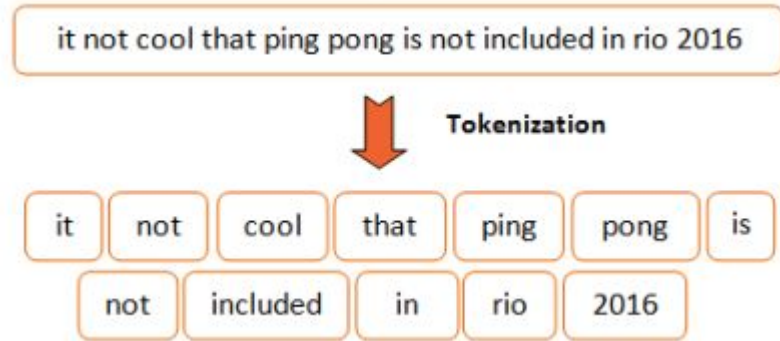 it not cool that ping pong is not included in rio 2016
Tokenization
it not cool that ping pong is
not included in rio 2016